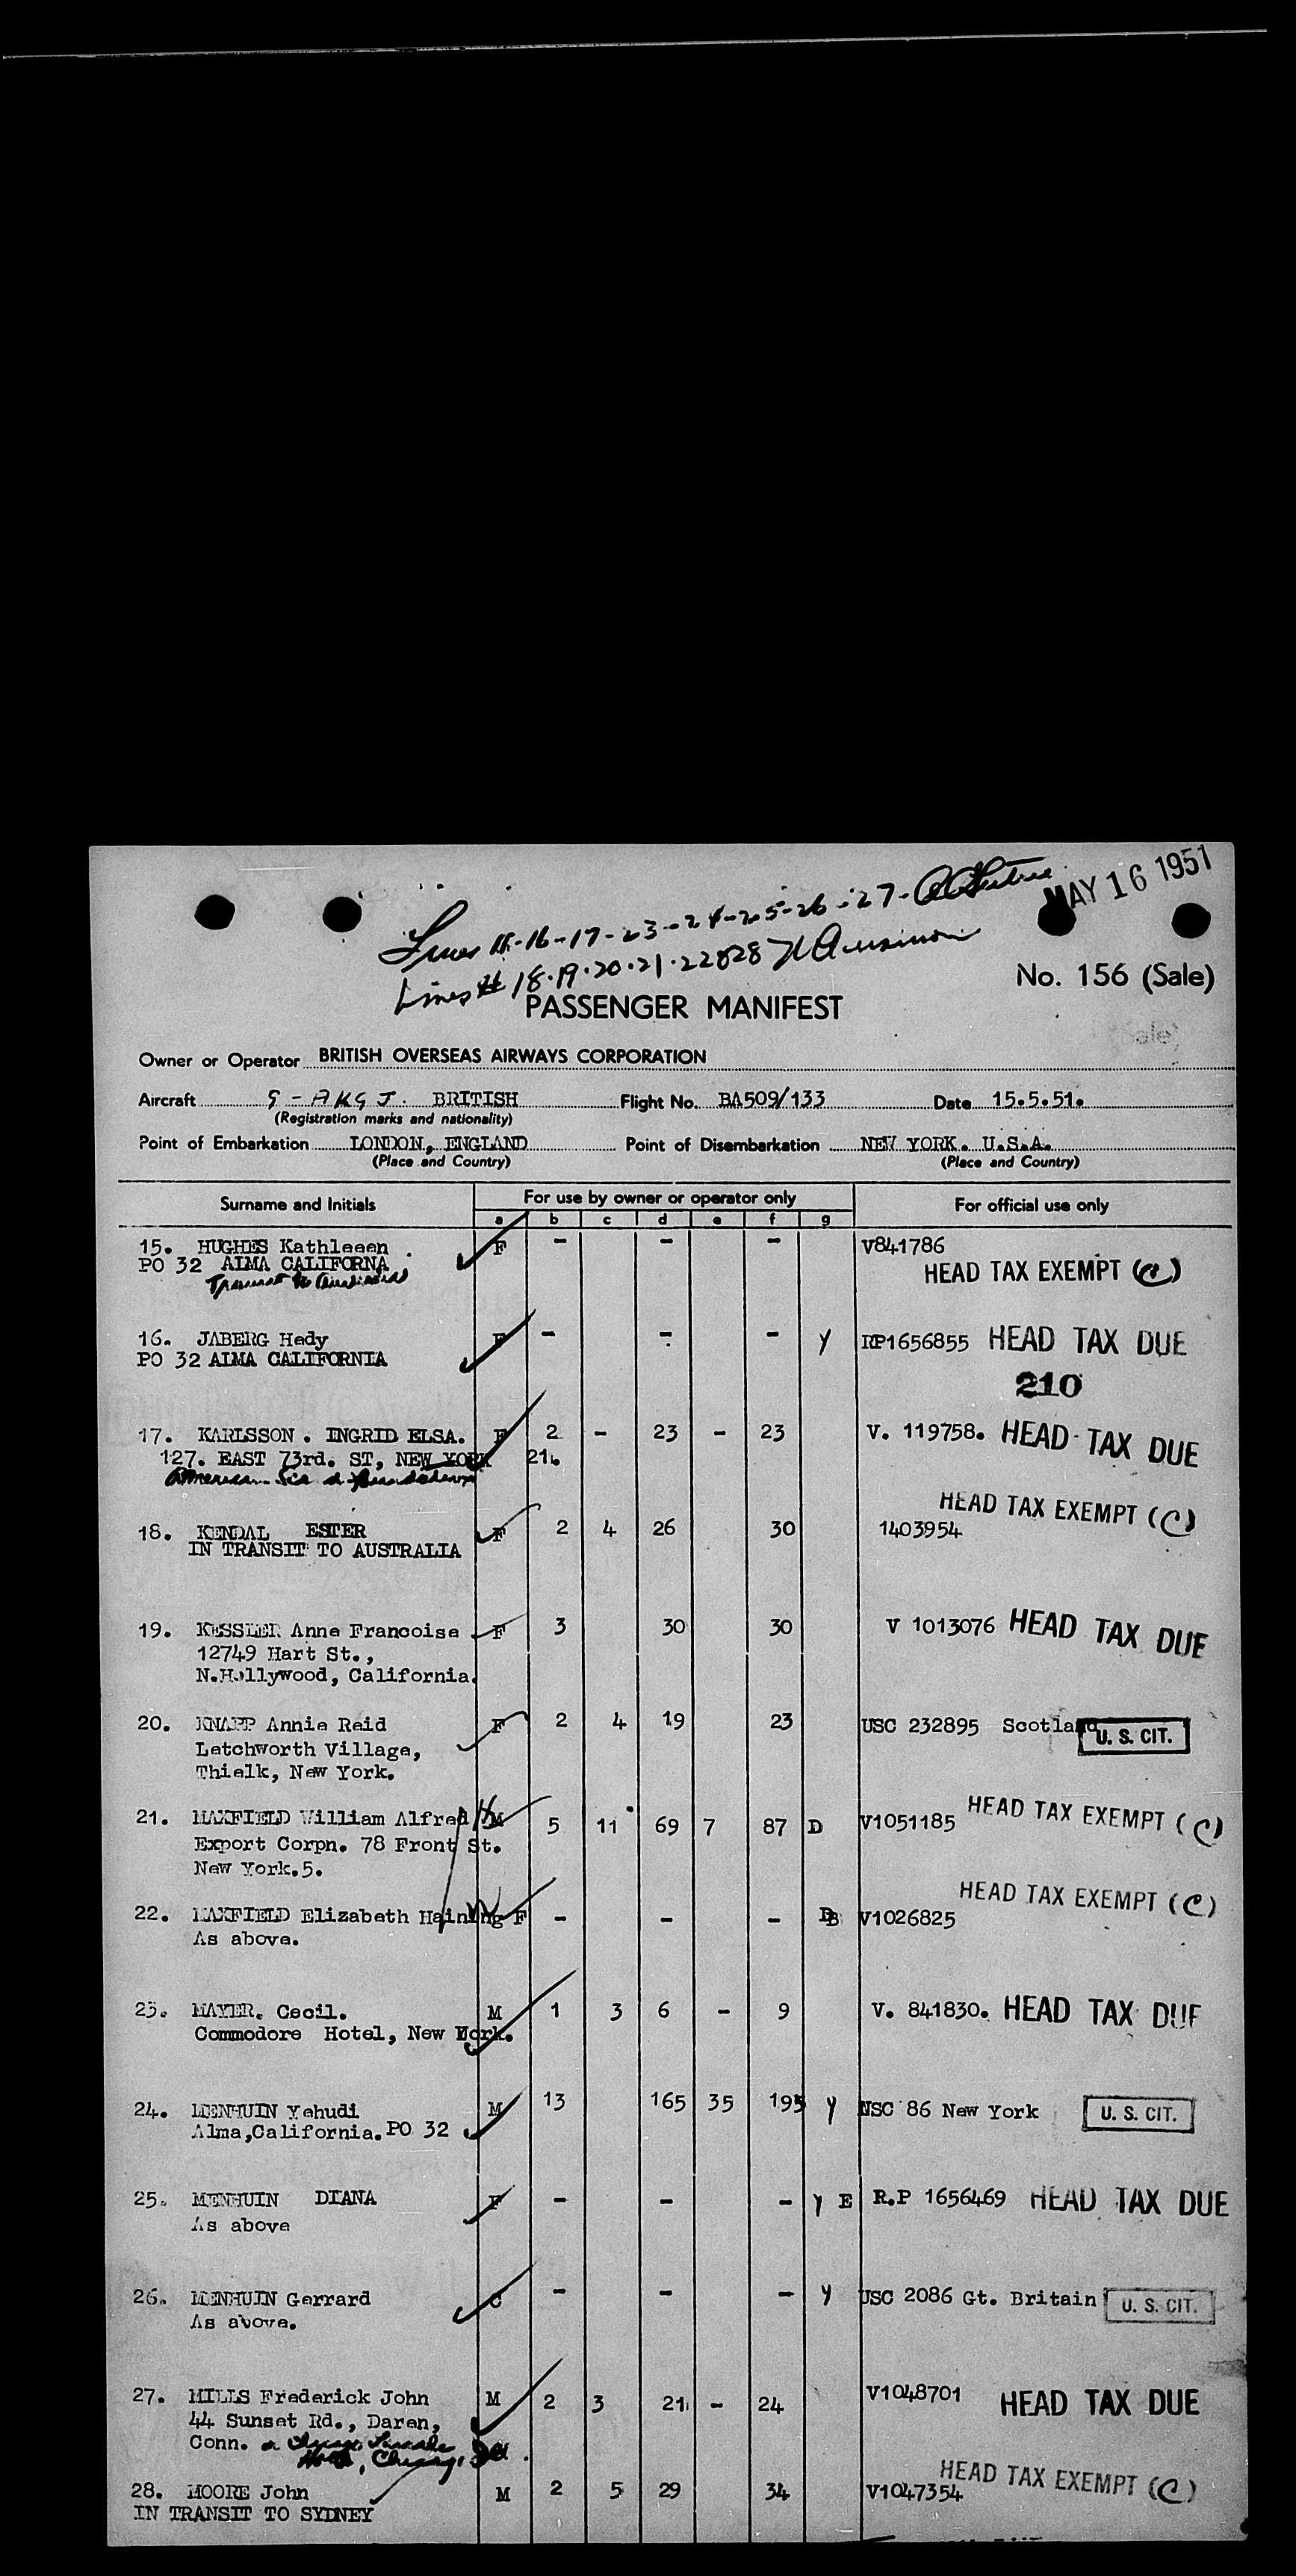 MAY 16 1951
Lines 15-16-17-23-24-25-26-27-
Lines # 18.19.20.21.22&28
No. 156 (Sale)
PASSENGER MANIFEST
Owner or Operator BRITISH OVERSEAS AIRWAYS CORPORATION
Aircraft G-AKGJ. BRITISH Flight No. BA509/133 Date 15.5.51.
(Registration marks and nationality)
Point of Embarkation LONDON, ENGLAND Point of Disembarkation NEW YORK. U.S.A.
(Place and Country) (Place and Country)
Surname and Initials For use by owner or operator only For official use only
a b c d e f g
15. HUGHES Kathleeen F - - - V841786
PO 32 ALMA CALIFORNA HEAD TAX EXEMPT (C)
Transit to
16. JABERG Hedy F - - - y RP1656855 HEAD TAX DUE
PO 32 ALMA CALIFORNIA
210
17. KARLSSON. INGRID ELSA. F 2 - 23 - 23 V. 119758. HEAD TAX DUE
127. EAST 73rd. ST, NEW YORK 21.
American
HEAD TAX EXEMPT (C)
18. KENDAL ESTER F 2 4 26 30 1403954
IN TRANSIT TO AUSTRALIA
19. KESSLER Anne Francoise F 3 30 30 V 1013076 HEAD TAX DUE
12749 Hart St.,
N.Hollywood, California.
20. KNAPP Annie Reid F 2 4 19 23 USC 232895 Scotland U. S. CIT.
Letchworth Village,
Thielk, New York.
21. MAXFIELD William Alfred M 5 11 69 7 87 D V1051185 HEAD TAX EXEMPT (C)
Export Corpn. 78 Front St.
New York.5.
HEAD TAX EXEMPT (C)
22. MAXFIELD Elizabeth Haining F - - - V1026825
As above.
23. MAYER. Cecil. M 1 3 6 - 9 V. 841830. HEAD TAX DUE
Commodore Hotel, New York.
24. MENHUIN Yehudi M 13 165 35 195 y USC 86 New York U. S. CIT.
Alma,California. PO 32
25. MENHUIN DIANA F - - - y E R.P 1656469 HEAD TAX DUE
As above
26. MENHUIN Gerrard C - - - y USC 2086 Gt. Britain U. S. CIT.
As above.
27. MILLS Frederick John M 2 3 21 - 24 V1048701 HEAD TAX DUE
44 Sunset Rd., Daren,
Conn.
HEAD TAX EXEMPT (C)
28. MOORE John M 2 5 29 34 V1047354
IN TRANSIT TO SYDNEY